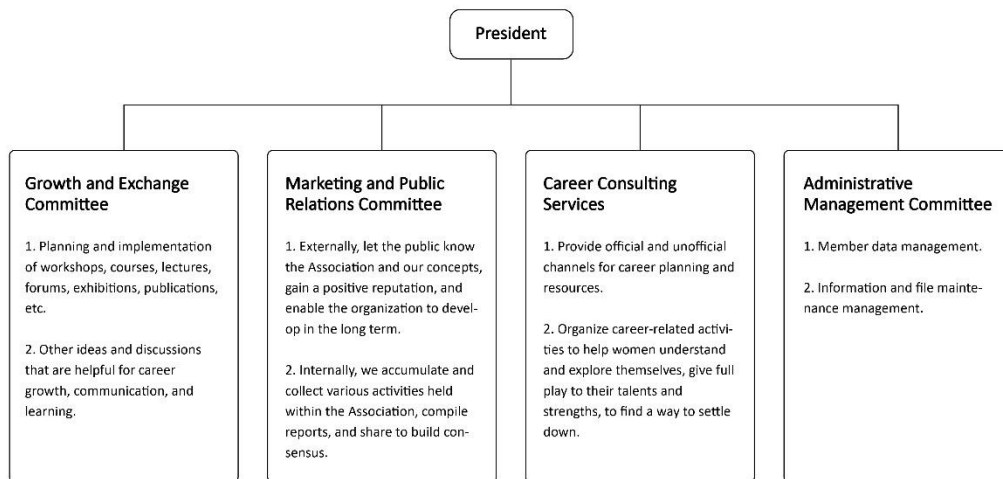 President
Growth and Exchange
Committee
1. Planning and implementation
of workshops, courses, lectures,
forums, exhibitions, publications,
etc.
2. Other ideas and discussions
that are helpful for career
growth, communication, and
learning.
Marketing and Public
Relations Committee
1. Externally, let the public know
the Association and our concepts,
gain a positive reputation, and
enable the organization to devel-
op in the long term.
2. Internally, we accumulate and
collect various activities held
within the Association, compile
reports, and share to build con-
sensus.
Career Consulting
Services
1. Provide official and unofficial
channels for career planning and
resources.
2. Organize career-related activi-
ties to help women understand
and explore themselves, give full
play to their talents and
strengths, to find a way to settle
down.
Administrative
Management Committee
1. Member data management.
2. Information and file mainte-
nance management.